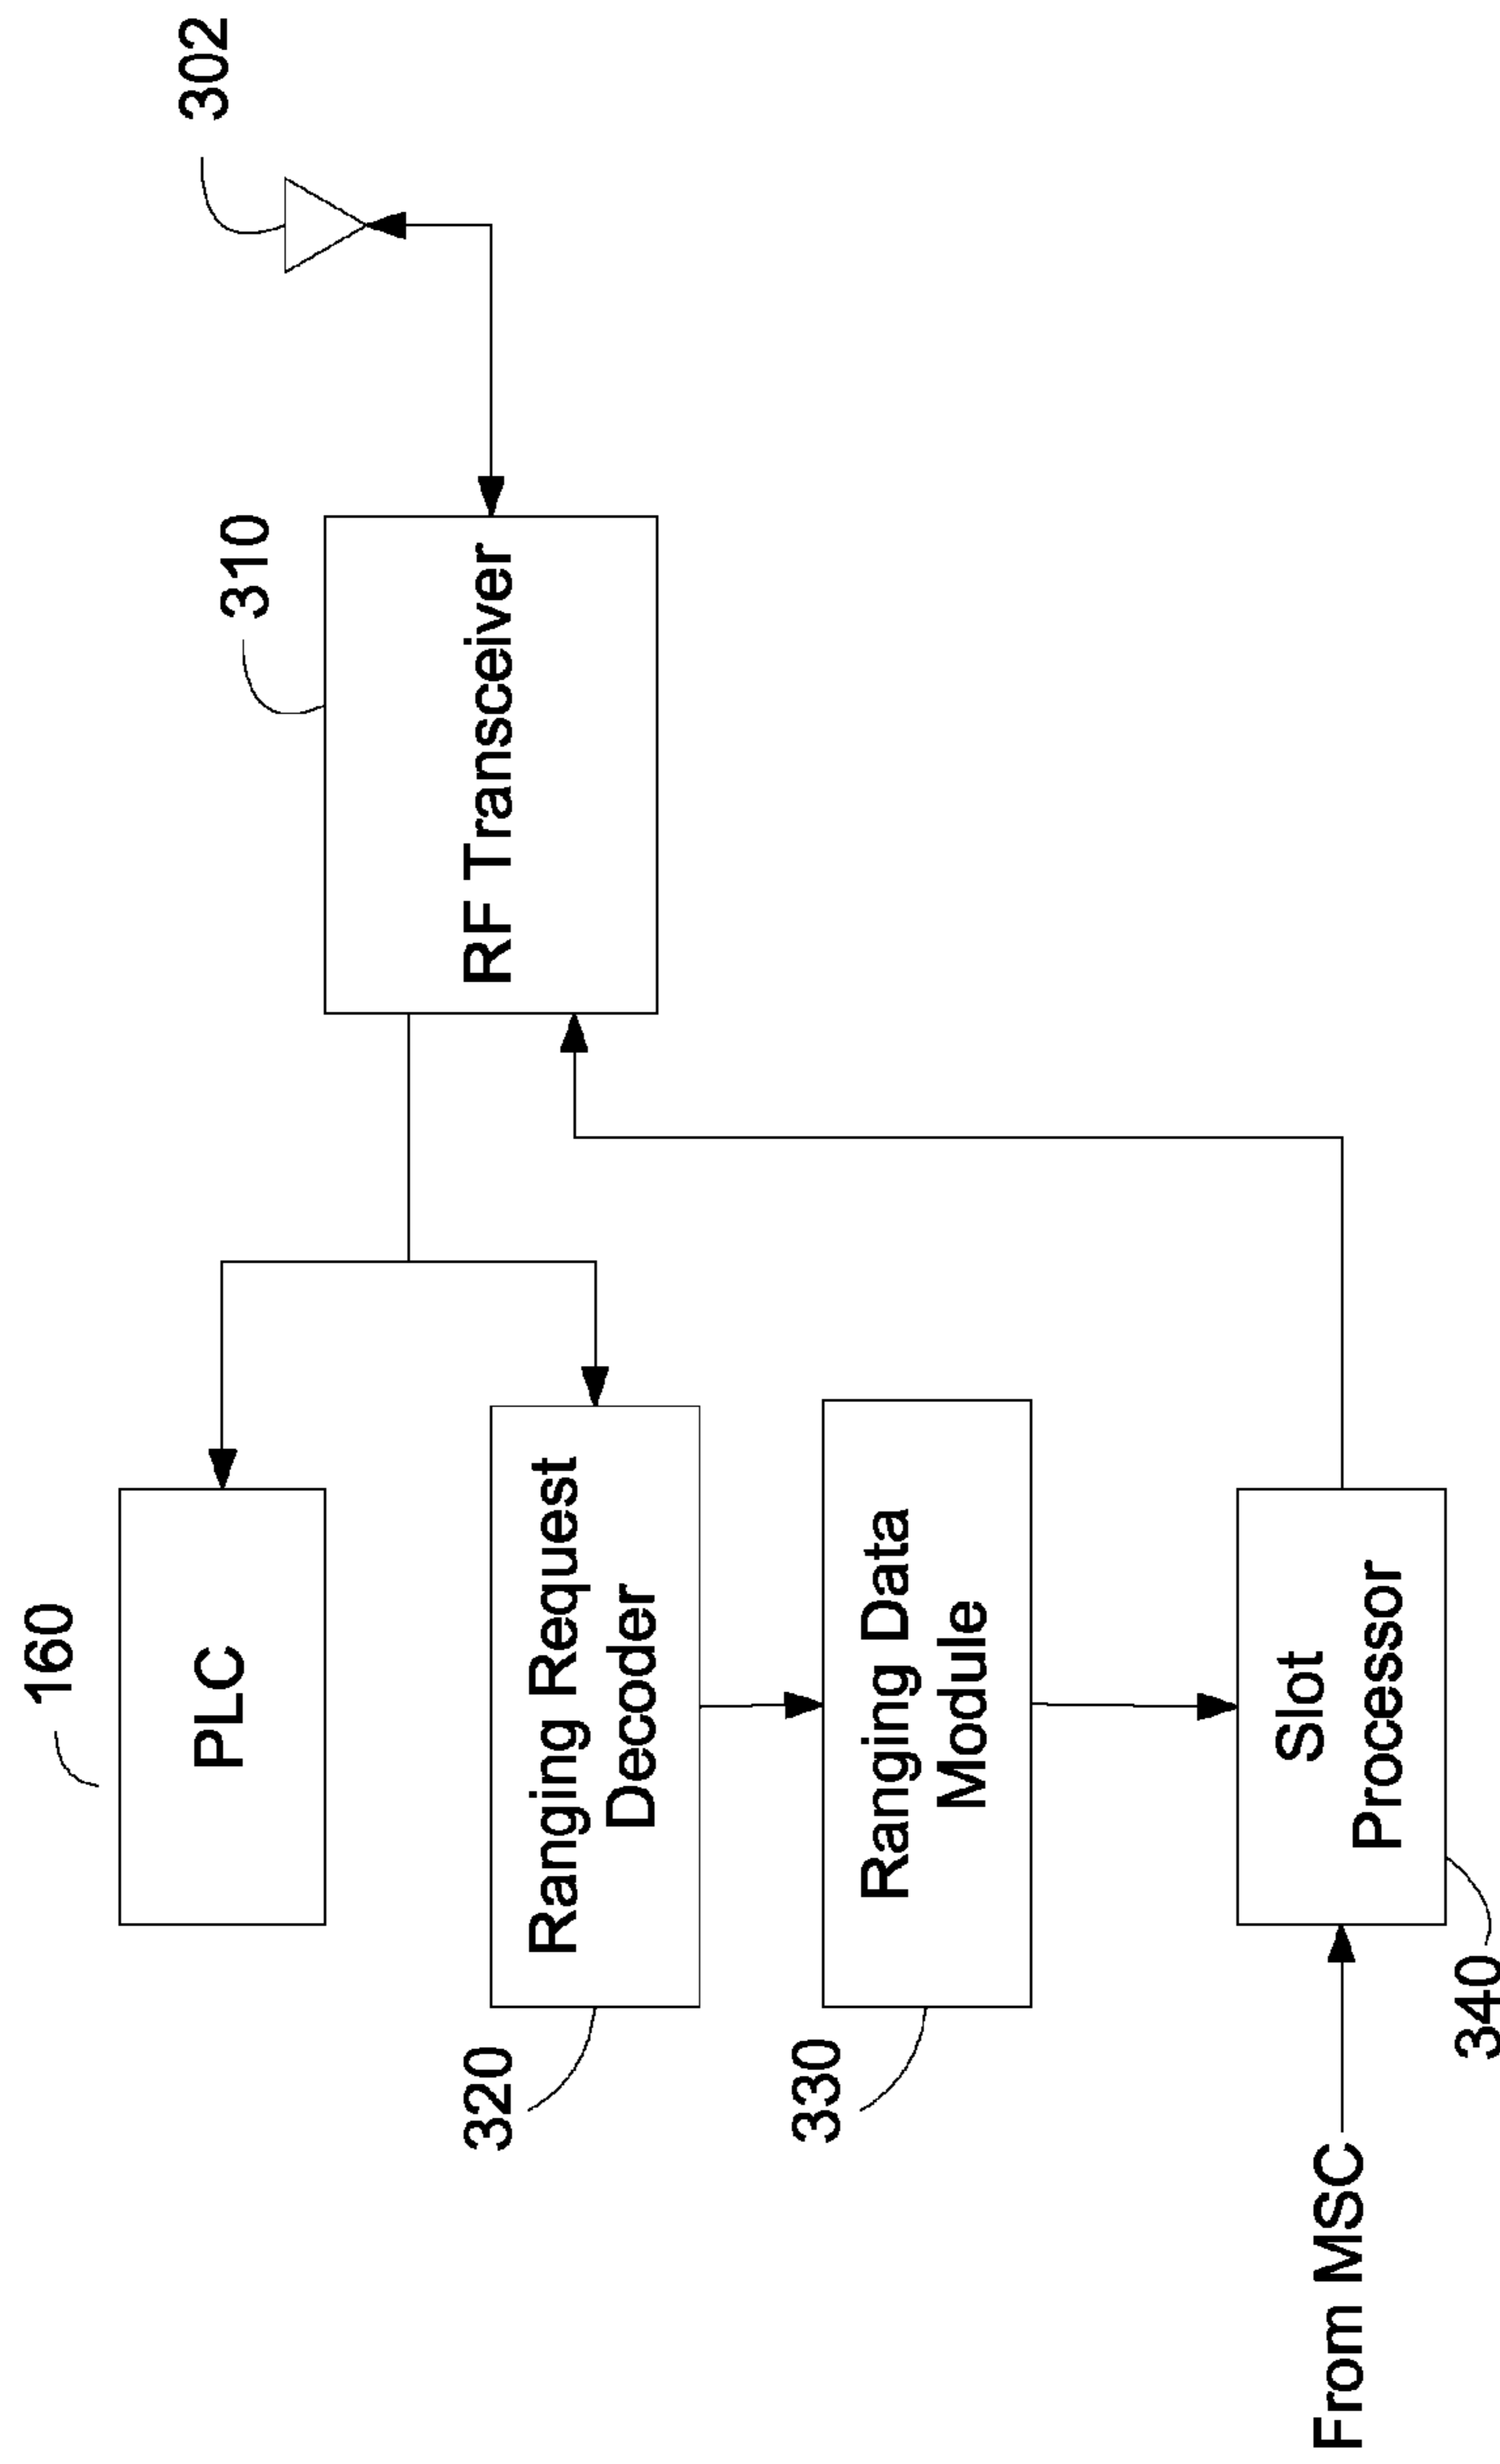 160
PLC
310
RF Transceiver
302
320
Ranging Request
Decoder
330
Ranging Data
Module
From MSC
Slot
Processor
340